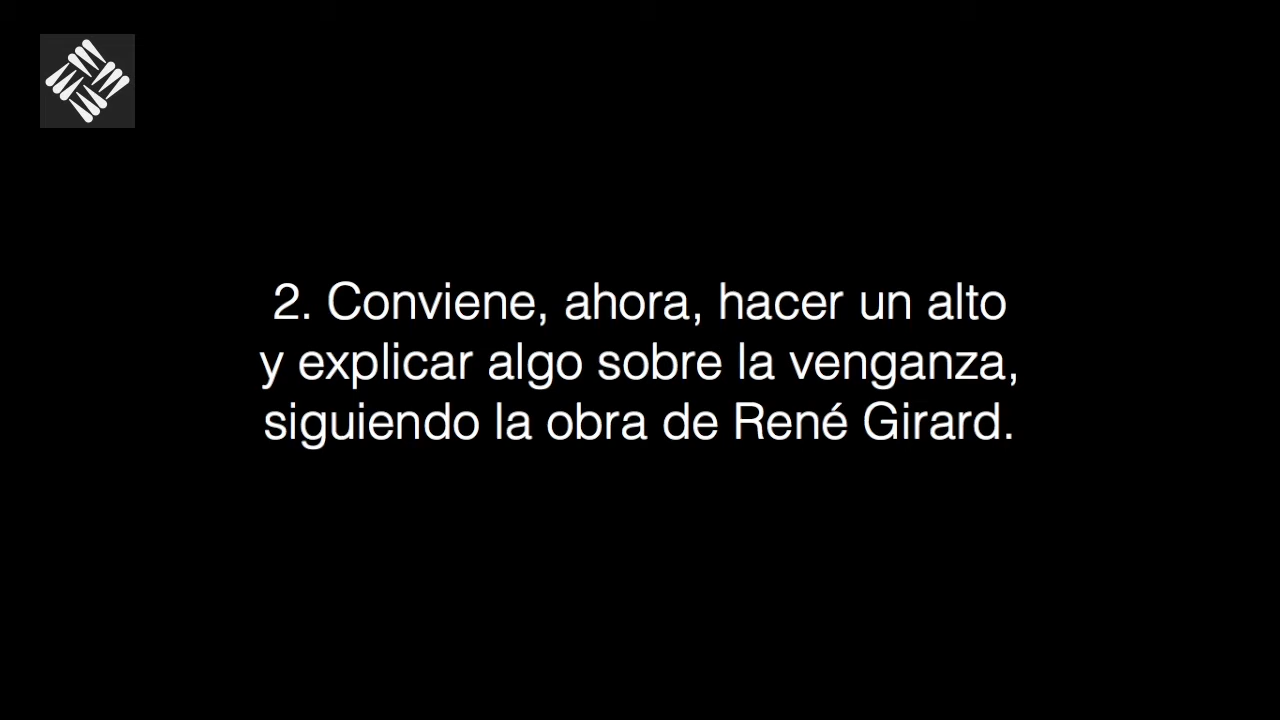 2. Conviene, ahora, hacer un alto
y explicar algo sobre la venganza,
siguiendo la obra de René Girard.